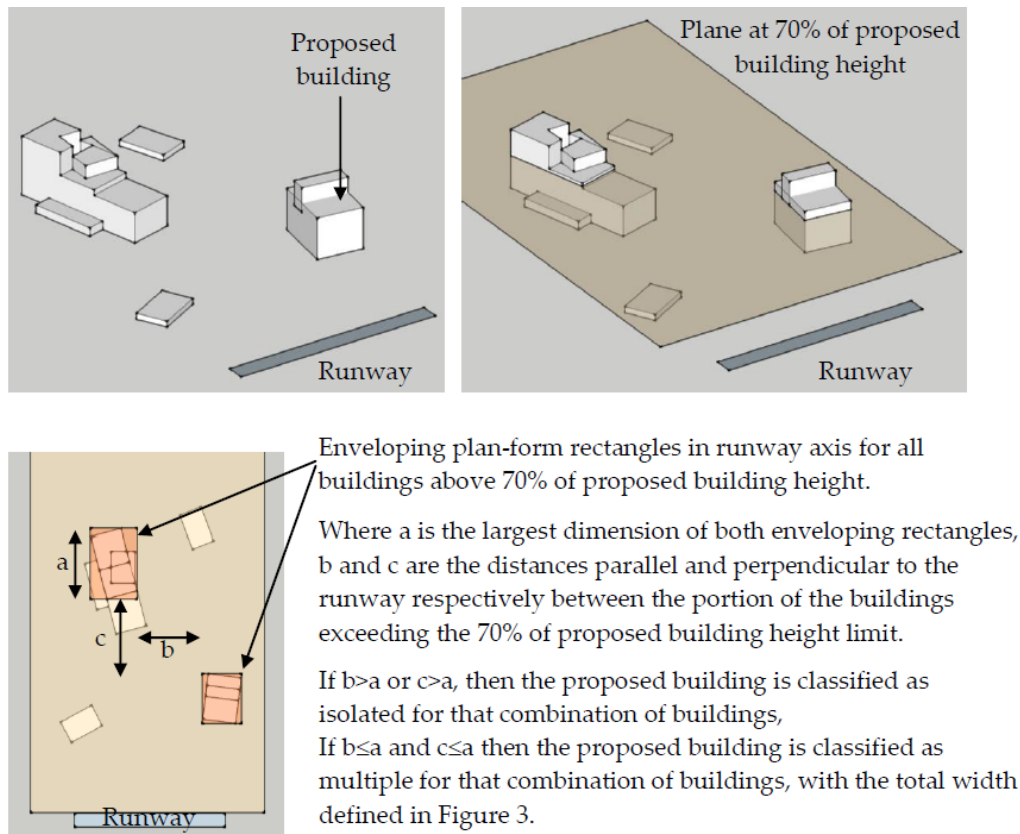 Proposed
building
Runway
Plane at 70% of proposed
building height
Runway
a
c
b
Runway
Enveloping plan-form rectangles in runway axis for all
buildings above 70% of proposed building height.
Where a is the largest dimension of both enveloping rectangles,
b and c are the distances parallel and perpendicular to the
runway respectively between the portion of the buildings
exceeding the 70% of proposed building height limit.
If b>a or c>a, then the proposed building is classified as
isolated for that combination of buildings,
If b≤a and c≤a then the proposed building is classified as
multiple for that combination of buildings, with the total width
defined in Figure 3.